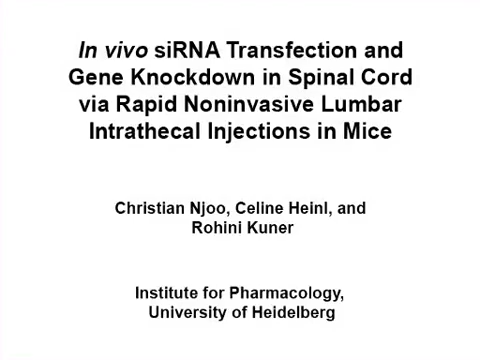 In vivo siRNA Transfection and
Gene Knockdown in Spinal Cord
via Rapid Noninvasive Lumbar
Intrathecal Injections in Mice
Christian Njoo, Celine Heinl, and
Rohini Kuner
Institute for Pharmacology,
University of Heidelberg